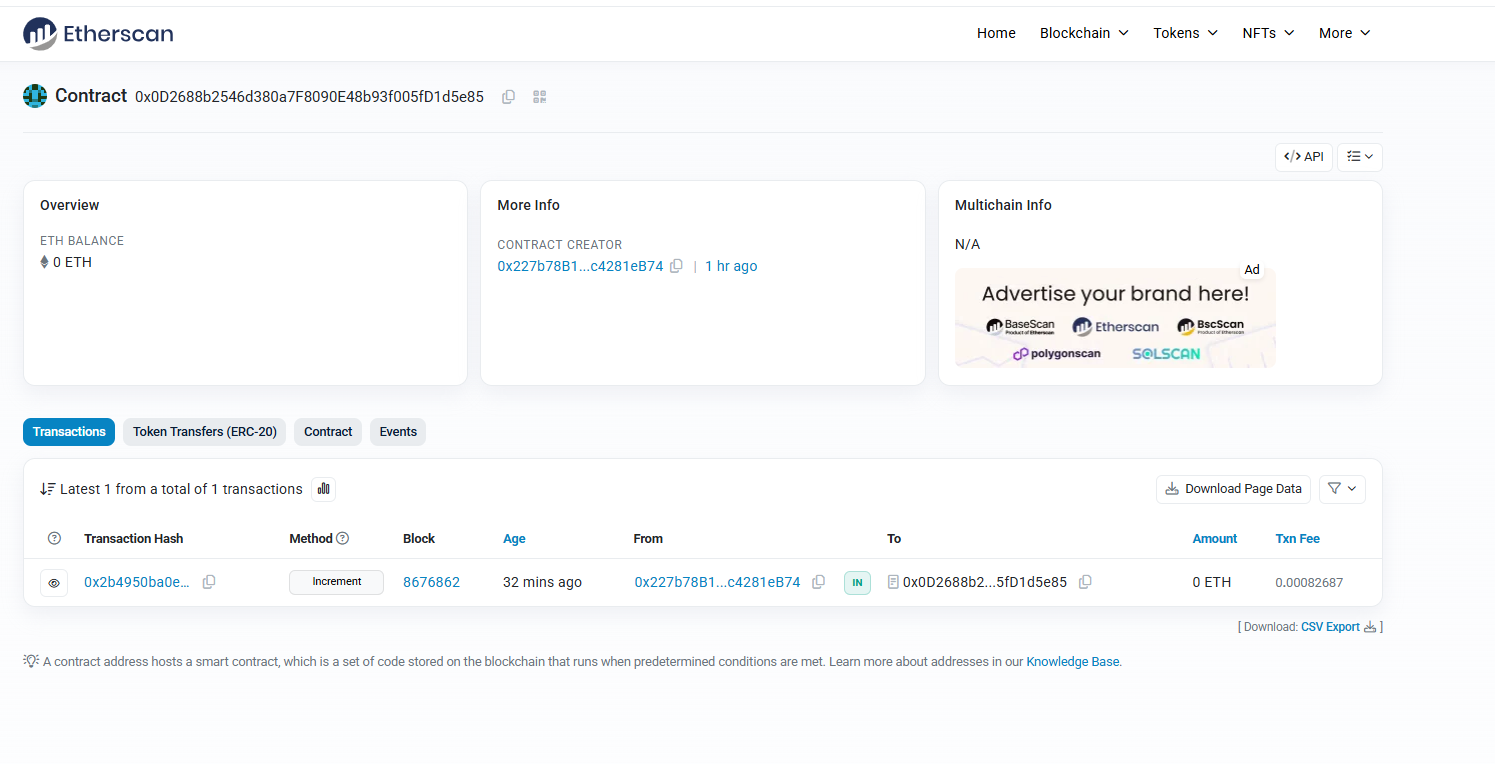 Etherscan
Home Blockchain Tokens NFTs More
Contract 0x0D2688b2546d380a7F8090E48b93f005fD1d5e85
</> API
Overview
ETH BALANCE
0 ETH
More Info
CONTRACT CREATOR
0x227b78B1...c4281eB74 | 1 hr ago
Multichain Info
N/A
Ad
Advertise your brand here!
BaseScan Product of Etherscan Etherscan BscScan Product of Etherscan
polygonscan SOLSCAN
Transactions Token Transfers (ERC-20) Contract Events
Latest 1 from a total of 1 transactions Download Page Data
Transaction Hash Method Block Age From To Amount Txn Fee
0x2b4950ba0e... Increment 8676862 32 mins ago 0x227b78B1...c4281eB74 IN 0x0D2688b2...5fD1d5e85 0 ETH 0.00082687
[ Download: CSV Export ]
A contract address hosts a smart contract, which is a set of code stored on the blockchain that runs when predetermined conditions are met. Learn more about addresses in our Knowledge Base.